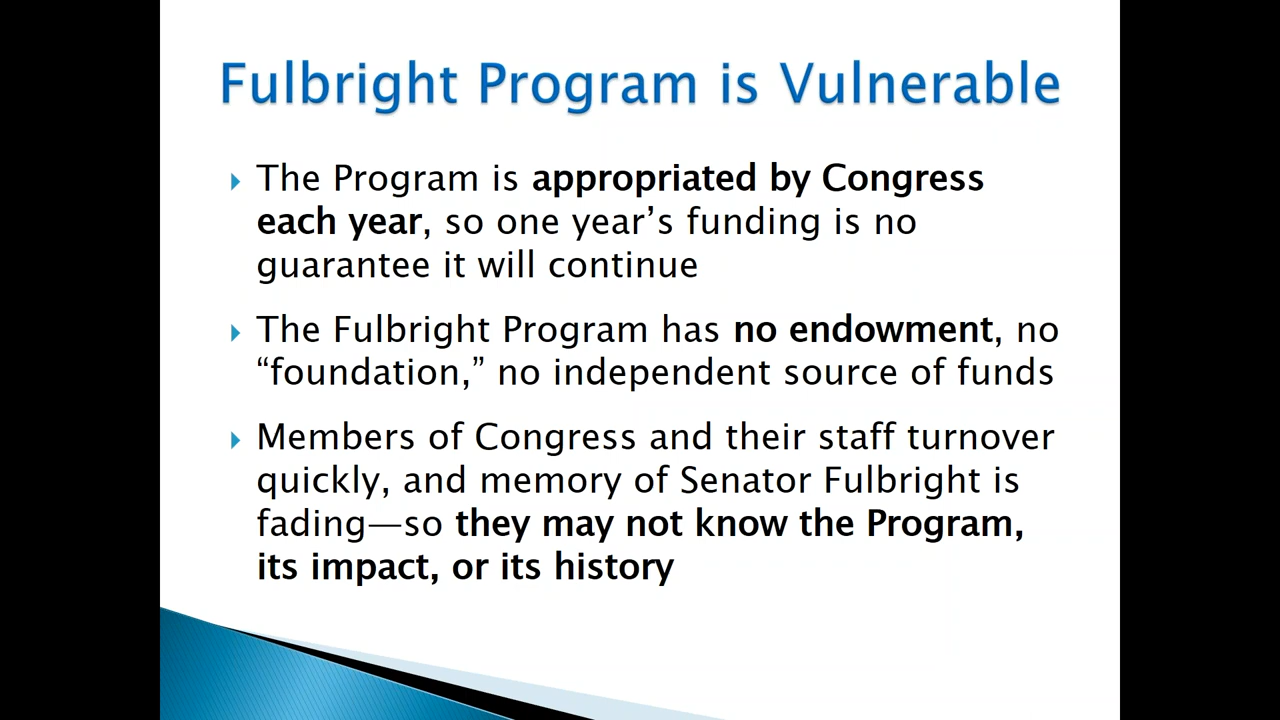 Fulbright Program is Vulnerable
The Program is appropriated by Congress
each year, so one year’s funding is no
guarantee it will continue
The Fulbright Program has no endowment, no
“foundation,” no independent source of funds
Members of Congress and their staff turnover
quickly, and memory of Senator Fulbright is
fading—so they may not know the Program,
its impact, or its history